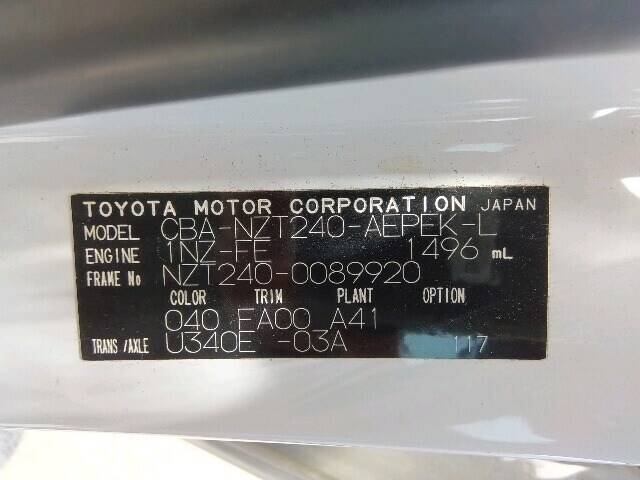 TOYOTA MOTOR CORPORATION JAPAN
MODEL CBA-NZT240-AEPEK-L
ENGINE 1NZ-FE 1496 mL
FRAME No NZT240-0089920
COLOR TRIM PLANT OPTION
040 FA00 A41
TRANS/AXLE U340E -03A 117